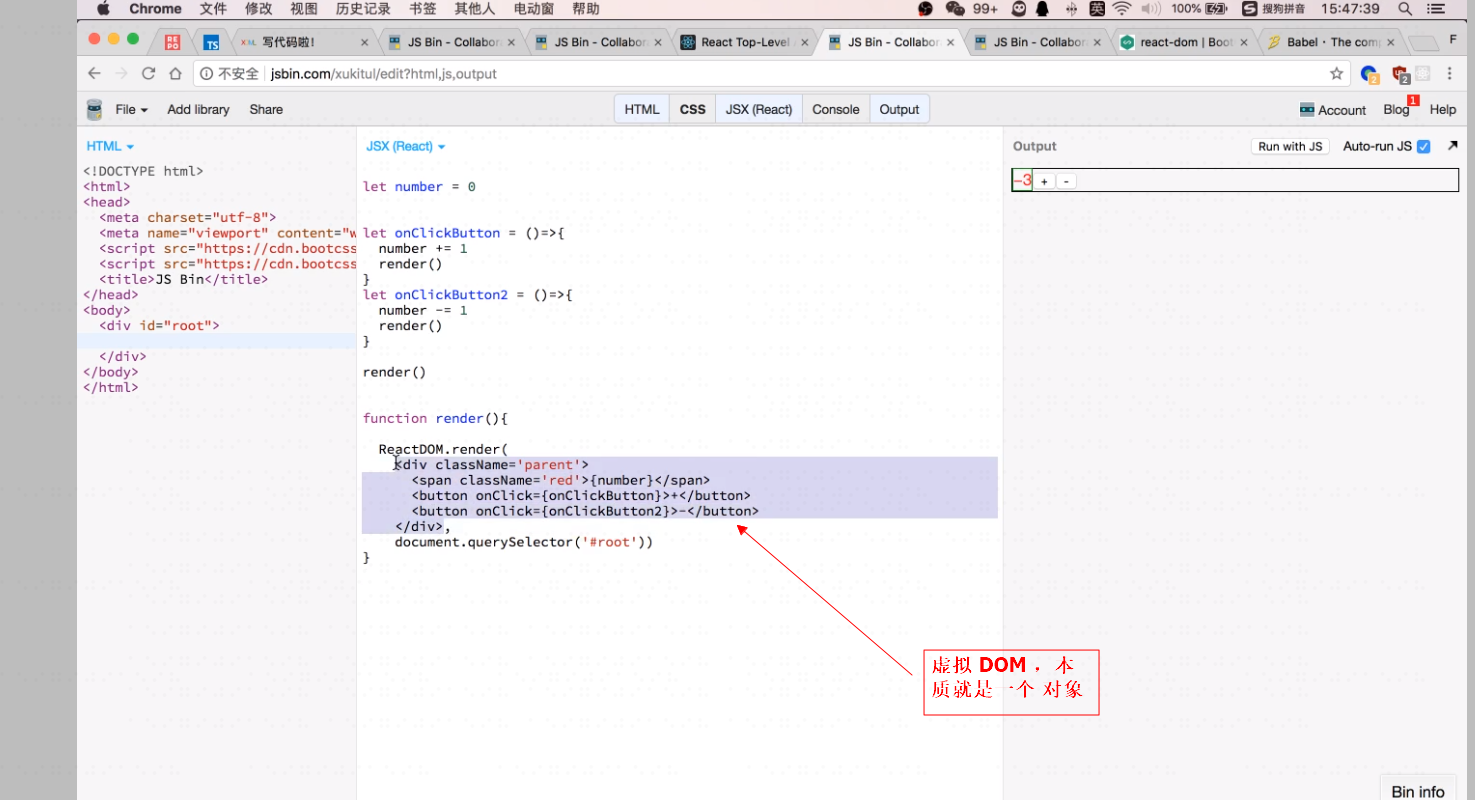 Chrome 文件 修改 视图 历史记录 书签 其他人 电动窗 帮助 99+ 英 100% 搜狗拼音 15:47:39
写代码啦! JS Bin - Collabor JS Bin - Collabor React Top-Level JS Bin - Collabor JS Bin - Collabor react-dom | Boot Babel · The comp F
不安全 jsbin.com/xukitul/edit?html,js,output 2 2
File Add library Share HTML CSS JSX (React) Console Output Account Blog 1 Help
HTML
<!DOCTYPE html>
<html>
<head>
<meta charset="utf-8">
<meta name="viewport" content="w
<script src="https://cdn.bootcss
<script src="https://cdn.bootcss
<title>JS Bin</title>
</head>
<body>
<div id="root">
</div>
</body>
</html>
JSX (React)
let number = 0
let onClickButton = ()=>{
number += 1
render()
}
let onClickButton2 = ()=>{
number -= 1
render()
}
render()
function render(){
ReactDOM.render(
<div className='parent'>
<span className='red'>{number}</span>
<button onClick={onClickButton}>+</button>
<button onClick={onClickButton2}>-</button>
</div>,
document.querySelector('#root'))
}
Output Run with JS Auto-run JS
-3 + -
虚拟 DOM . 本
质就是一个 对象
Bin info